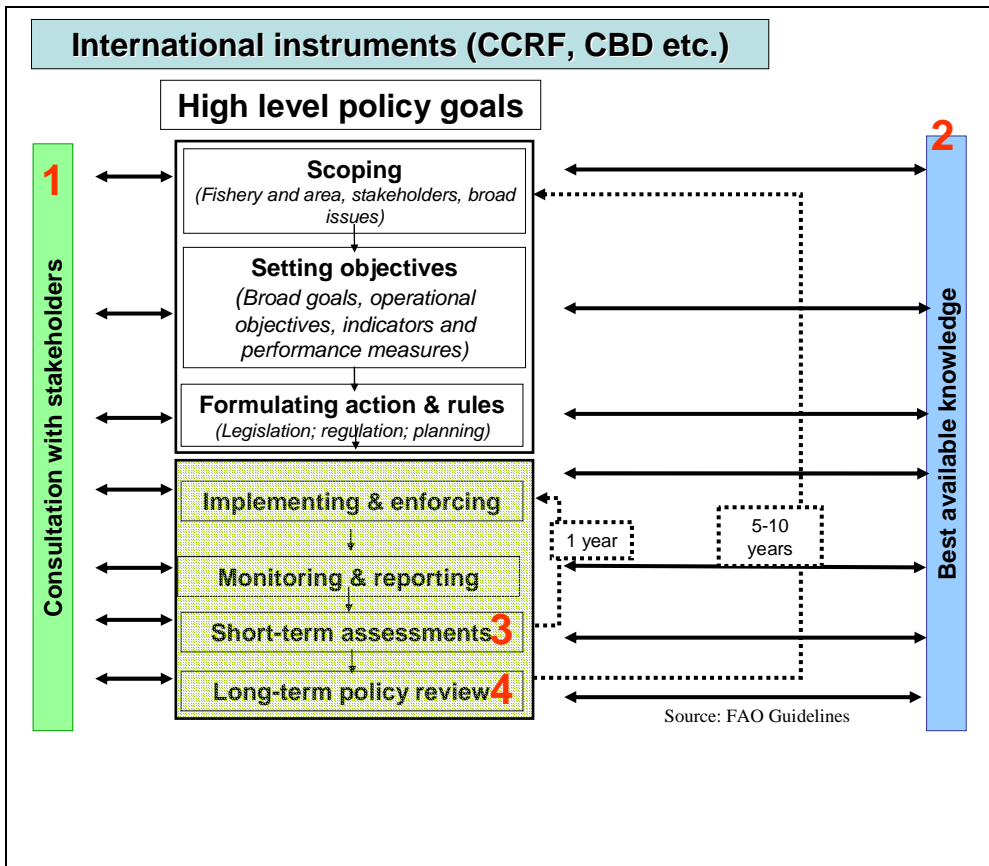 International instruments (CCRF, CBD etc.)
High level policy goals
1
Consultation with stakeholders
2
Best available knowledge
Scoping
(Fishery and area, stakeholders, broad
issues)
Setting objectives
(Broad goals, operational
objectives, indicators and
performance measures)
Formulating action & rules
(Legislation; regulation; planning)
Implementing & enforcing
1 year
5-10
years
Monitoring & reporting
Short-term assessments 3
Long-term policy review 4
Source: FAO Guidelines